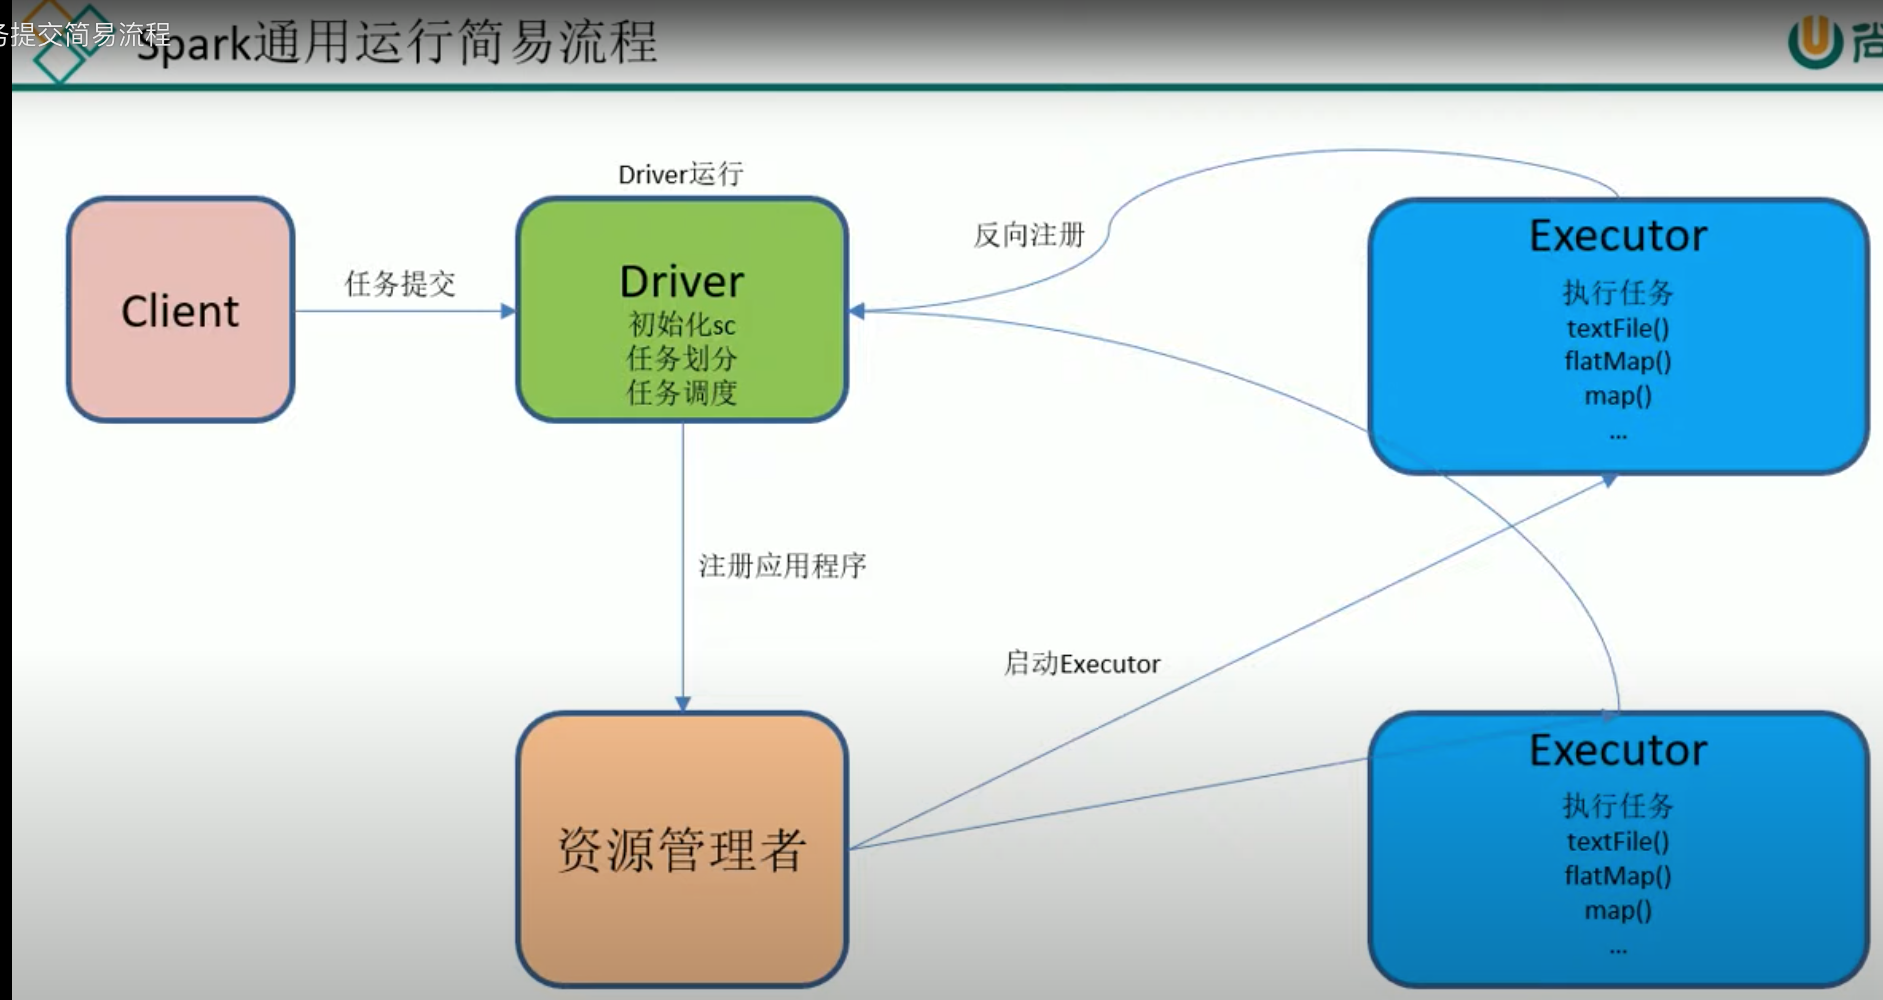 务提交简易流程
Spark通用运行简易流程
尚
Driver运行
Client
任务提交
Driver
初始化sc
任务划分
任务调度
反向注册
Executor
执行任务
textFile()
flatMap()
map()
...
注册应用程序
启动Executor
资源管理者
Executor
执行任务
textFile()
flatMap()
map()
...